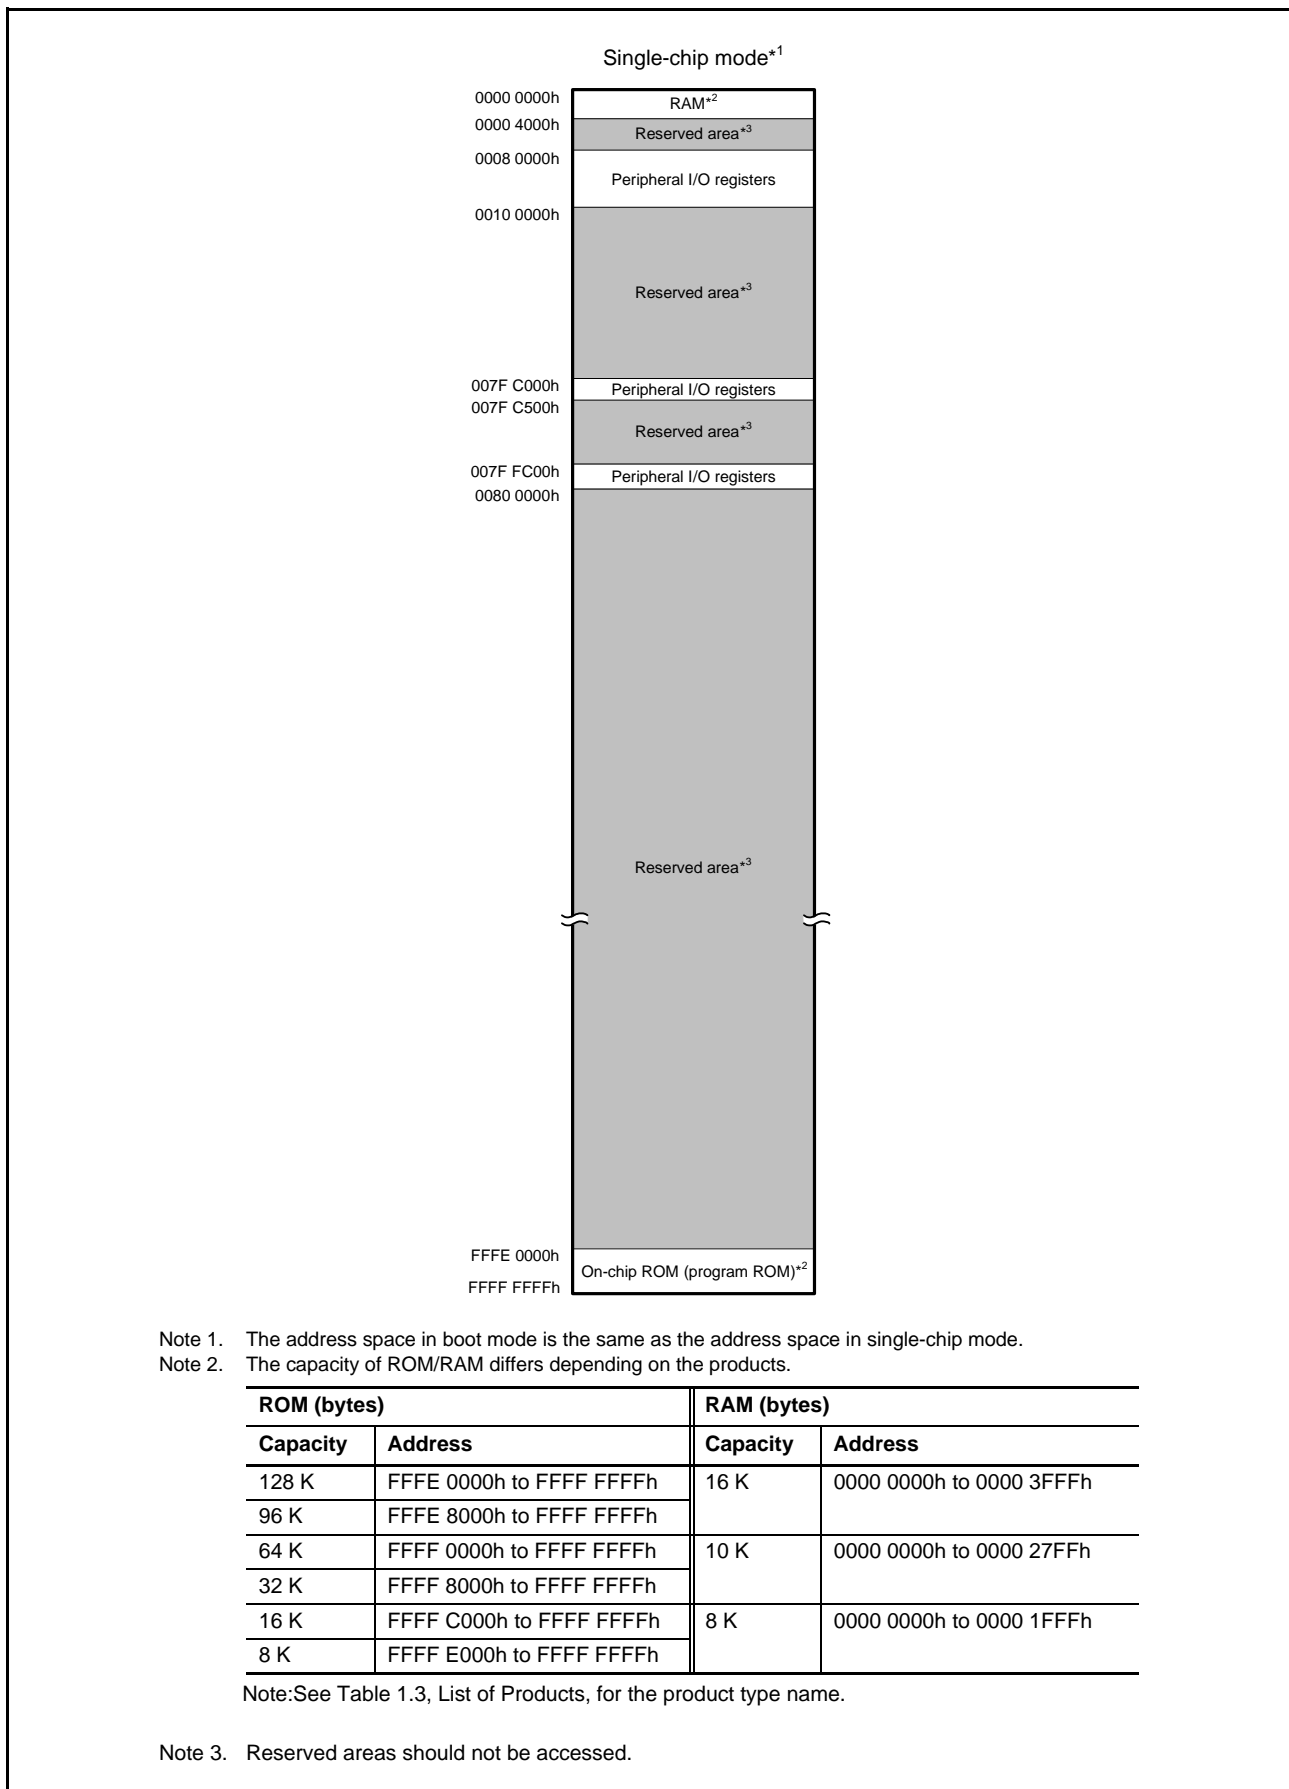 Single-chip mode*1
0000 0000h
RAM*2
0000 4000h
Reserved area*3
0008 0000h
Peripheral I/O registers
0010 0000h
Reserved area*3
007F C000h
Peripheral I/O registers
007F C500h
Reserved area*3
007F FC00h
Peripheral I/O registers
0080 0000h
Reserved area*3
FFFE 0000h
On-chip ROM (program ROM)*2
FFFF FFFFh
Note 1. The address space in boot mode is the same as the address space in single-chip mode.
Note 2. The capacity of ROM/RAM differs depending on the products.
ROM (bytes) RAM (bytes)
Capacity Address Capacity Address
128 K FFFE 0000h to FFFF FFFFh 16 K 0000 0000h to 0000 3FFFh
96 K FFFE 8000h to FFFF FFFFh
64 K FFFF 0000h to FFFF FFFFh 10 K 0000 0000h to 0000 27FFh
32 K FFFF 8000h to FFFF FFFFh
16 K FFFF C000h to FFFF FFFFh 8 K 0000 0000h to 0000 1FFFh
8 K FFFF E000h to FFFF FFFFh
Note:See Table 1.3, List of Products, for the product type name.
Note 3. Reserved areas should not be accessed.